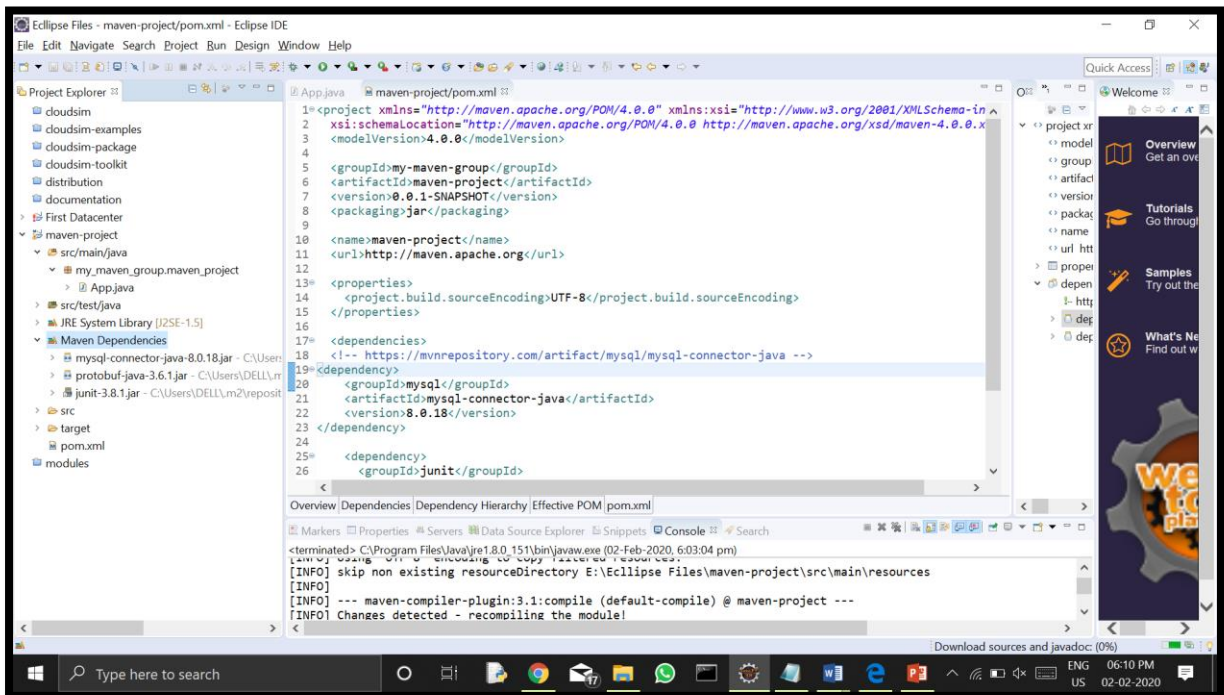 Ecllipse Files - maven-project/pom.xml - Eclipse IDE
File Edit Navigate Search Project Run Design Window Help
Quick Access
Project Explorer
cloudsim
cloudsim-examples
cloudsim-package
cloudsim-toolkit
distribution
documentation
First Datacenter
maven-project
src/main/java
my_maven_group.maven_project
App.java
src/test/java
JRE System Library [J2SE-1.5]
Maven Dependencies
mysql-connector-java-8.0.18.jar - C:\Users
protobuf-java-3.6.1.jar - C:\Users\DELL\.m
junit-3.8.1.jar - C:\Users\DELL\.m2\reposit
src
target
pom.xml
modules
App.java maven-project/pom.xml
1 <project xmlns="http://maven.apache.org/POM/4.0.0" xmlns:xsi="http://www.w3.org/2001/XMLSchema-in
2 xsi:schemaLocation="http://maven.apache.org/POM/4.0.0 http://maven.apache.org/xsd/maven-4.0.0.x
3 <modelVersion>4.0.0</modelVersion>
4
5 <groupId>my-maven-group</groupId>
6 <artifactId>maven-project</artifactId>
7 <version>0.0.1-SNAPSHOT</version>
8 <packaging>jar</packaging>
9
10 <name>maven-project</name>
11 <url>http://maven.apache.org</url>
12
13 <properties>
14 <project.build.sourceEncoding>UTF-8</project.build.sourceEncoding>
15 </properties>
16
17 <dependencies>
18 <!-- https://mvnrepository.com/artifact/mysql/mysql-connector-java -->
19 <dependency>
20 <groupId>mysql</groupId>
21 <artifactId>mysql-connector-java</artifactId>
22 <version>8.0.18</version>
23 </dependency>
24
25 <dependency>
26 <groupId>junit</groupId>
Overview Dependencies Dependency Hierarchy Effective POM pom.xml
project xr
model
group
artifact
version
packag
name
url htt
proper
depen
http
dep
dep
Welcome
Overview
Get an ove
Tutorials
Go through
Samples
Try out the
What's Ne
Find out w
Markers Properties Servers Data Source Explorer Snippets Console Search
<terminated> C:\Program Files\Java\jre1.8.0_151\bin\javaw.exe (02-Feb-2020, 6:03:04 pm)
[INFO] Using 'UTF-8' encoding to copy filtered resources.
[INFO] skip non existing resourceDirectory E:\Ecllipse Files\maven-project\src\main\resources
[INFO]
[INFO] --- maven-compiler-plugin:3.1:compile (default-compile) @ maven-project ---
[INFO] Changes detected - recompiling the module!
Download sources and javadoc: (0%)
Type here to search
17
ENG
US
06:10 PM
02-02-2020